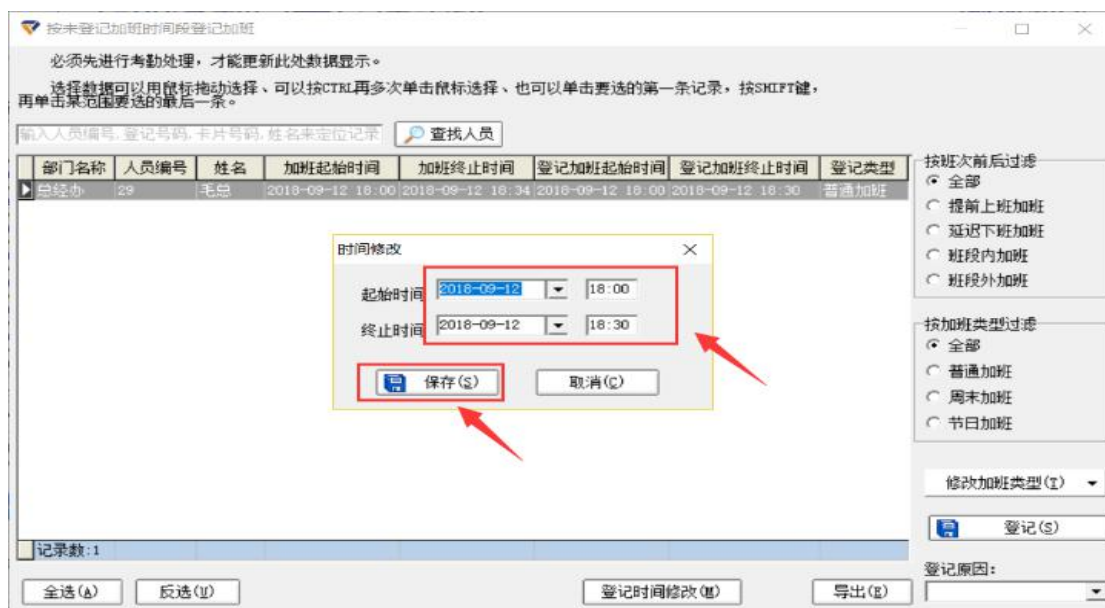 按未登记加班时间段登记加班
必须先进行考勤处理，才能更新此处数据显示。
选择数据可以用鼠标拖动选择、可以按CTRL再多次单击鼠标选择、也可以单击要选的第一条记录，按SHIFT键，
再单击某范围要选的最后一条。
输入人员编号,登记号码,卡片号码,姓名来定位记录 查找人员
部门名称 人员编号 姓名 加班起始时间 加班终止时间 登记加班起始时间 登记加班终止时间 登记类型
总经办 29 毛总 2018-09-12 18:00 2018-09-12 18:34 2018-09-12 18:00 2018-09-12 18:30 普通加班
按班次前后过滤
全部
提前上班加班
延迟下班加班
班段内加班
班段外加班
时间修改
起始时间 2018-09-12 18:00
终止时间 2018-09-12 18:30
保存(S) 取消(C)
按加班类型过滤
全部
普通加班
周末加班
节日加班
修改加班类型(T)
登记(S)
记录数:1
登记原因:
全选(A) 反选(U) 登记时间修改(M) 导出(E)